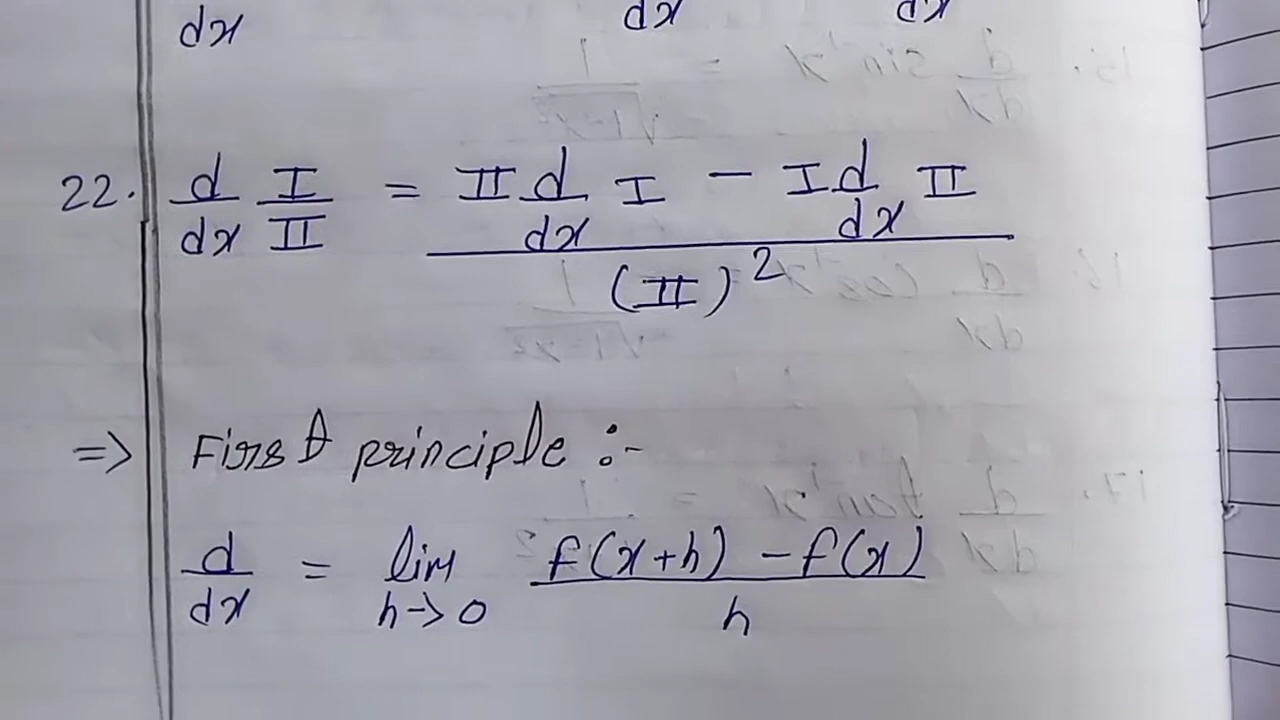 dx dx dx
22. d/dx I/II = (II d/dx I - I d/dx II)/(II)²
=> First principle :-
d/dx = lim h->0 (f(x+h) - f(x))/h